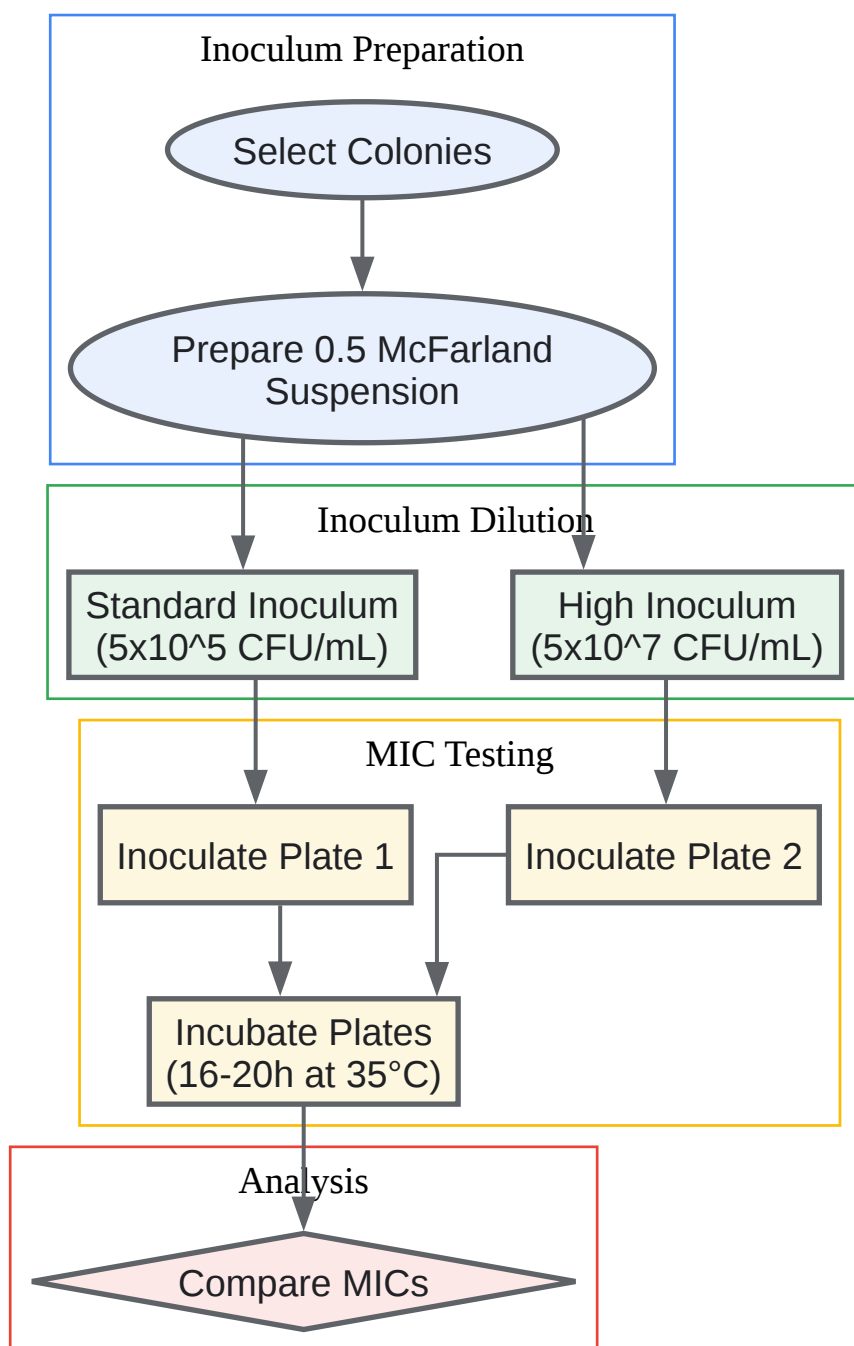 Inoculum Preparation
Select Colonies
Prepare 0.5 McFarland
Suspension
Inoculum Dilution
Standard Inoculum
(5x10^5 CFU/mL)
High Inoculum
(5x10^7 CFU/mL)
MIC Testing
Inoculate Plate 1
Inoculate Plate 2
Incubate Plates
(16-20h at 35°C)
Analysis
Compare MICs